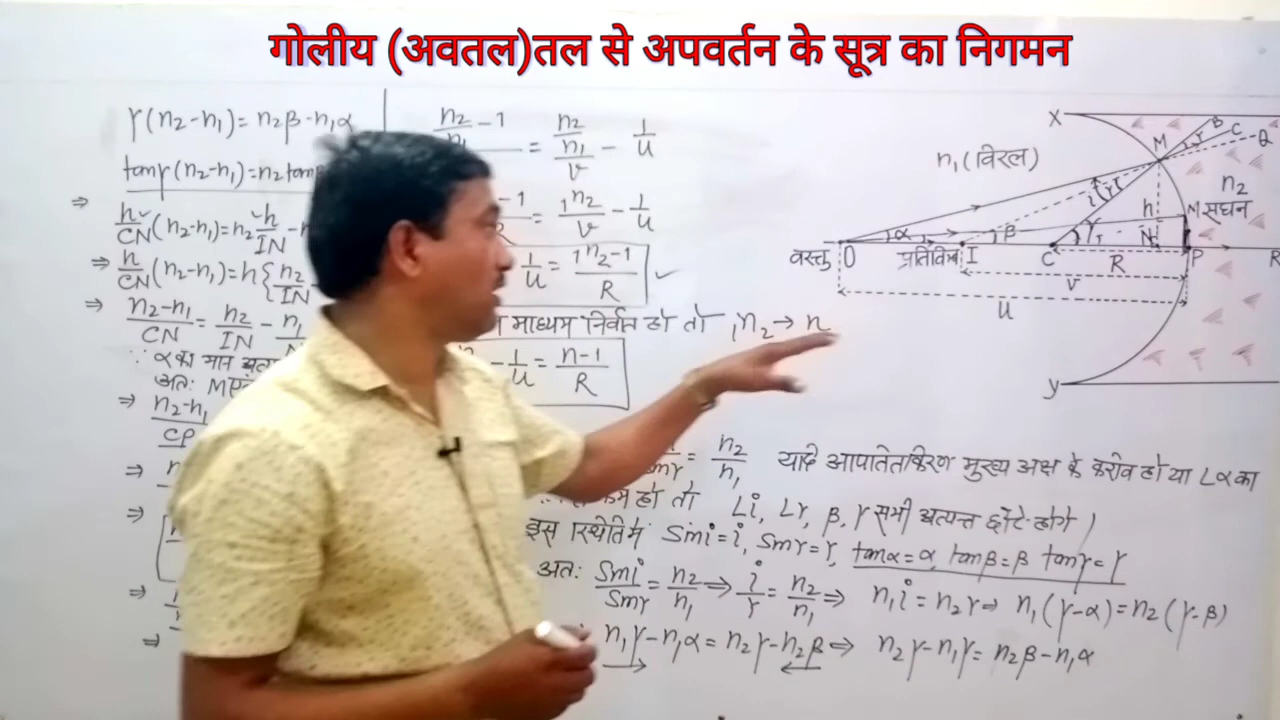 गोलीय (अवतल)तल से अपवर्तन के सूत्र का निगमन
γ(n₂-n₁)= n₂β-n₁α
tanγ(n₂-n₁)=n₂tan
⇒ h/CN (n₂-n₁)=n₂ h/IN
⇒ h/CN (n₂-n₁)=h{n₂/IN
⇒ n₂-n₁/CN = n₂/IN - n₁
∵ α का मान
अतः M
⇒ n₂-n₁/CP
⇒
⇒
⇒
⇒
n₂/n₁ - 1 = n₂/n₁/v - 1/u
-1 = ₁n₂/v - 1/u
1/u = ₁n₂-1/R ✓
माध्यम निर्वात हो तो ₁n₂→n
- 1/u = n-1/R
X
M
B
C
Q
n₁(विरल)
n₂
सघन
i
r
h
M
वस्तु O
α
प्रतिबिंब I
β
C
γ
N
P
R
R
v
u
y
= n₂/n₁ यदि आपतितकिरण मुख्य अक्ष के करीब हो या ∠α का
कम हो तो ∠i, ∠r, β, γ सभी अत्यन्त छोटे होंगे।
इस स्थिति में Sini=i, Sinr=r, tanα=α, tanβ=β tanγ=γ
अतः Sini/Sinr = n₂/n₁ ⇒ i/r = n₂/n₁ ⇒ n₁i = n₂r ⇒ n₁(γ-α)=n₂(γ-β)
n₁γ-n₁α = n₂γ-n₂β ⇒ n₂γ-n₁γ= n₂β-n₁α